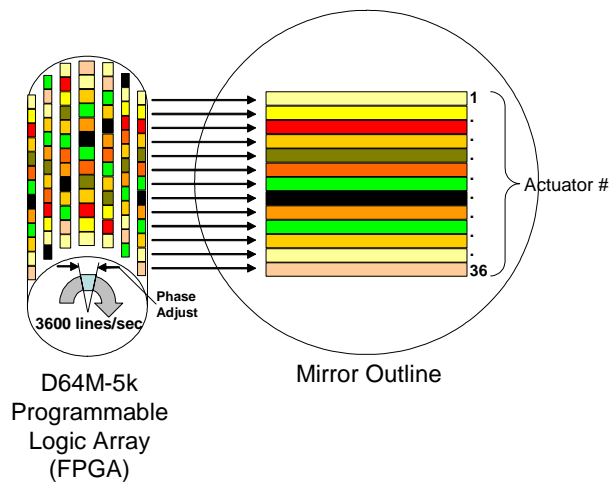 1
.
.
.
.
.
.
.
.
.
.
36
Actuator #
Phase
Adjust
3600 lines/sec
Mirror Outline
D64M-5k
Programmable
Logic Array
(FPGA)